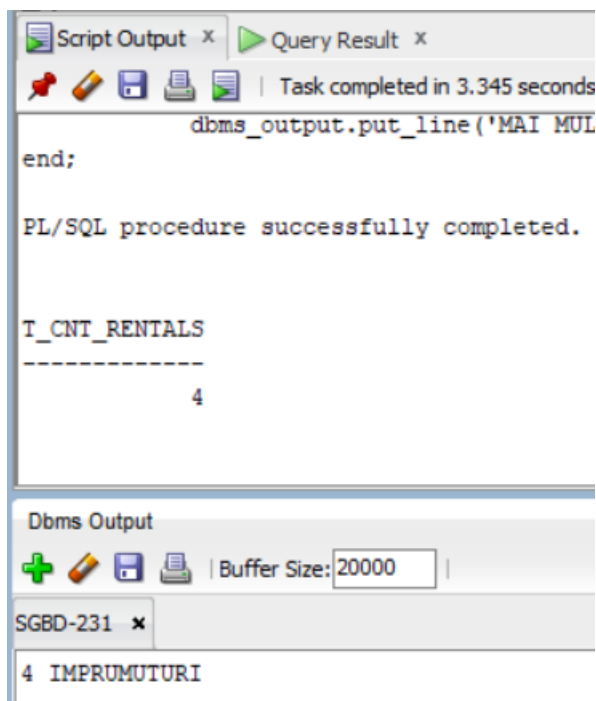 Script Output x Query Result x
| Task completed in 3.345 seconds
dbms_output.put_line('MAI MUL
end;
PL/SQL procedure successfully completed.
T_CNT_RENTALS
-------------
4
Dbms Output
| Buffer Size: 20000 |
SGBD-231 x
4 IMPRUMUTURI